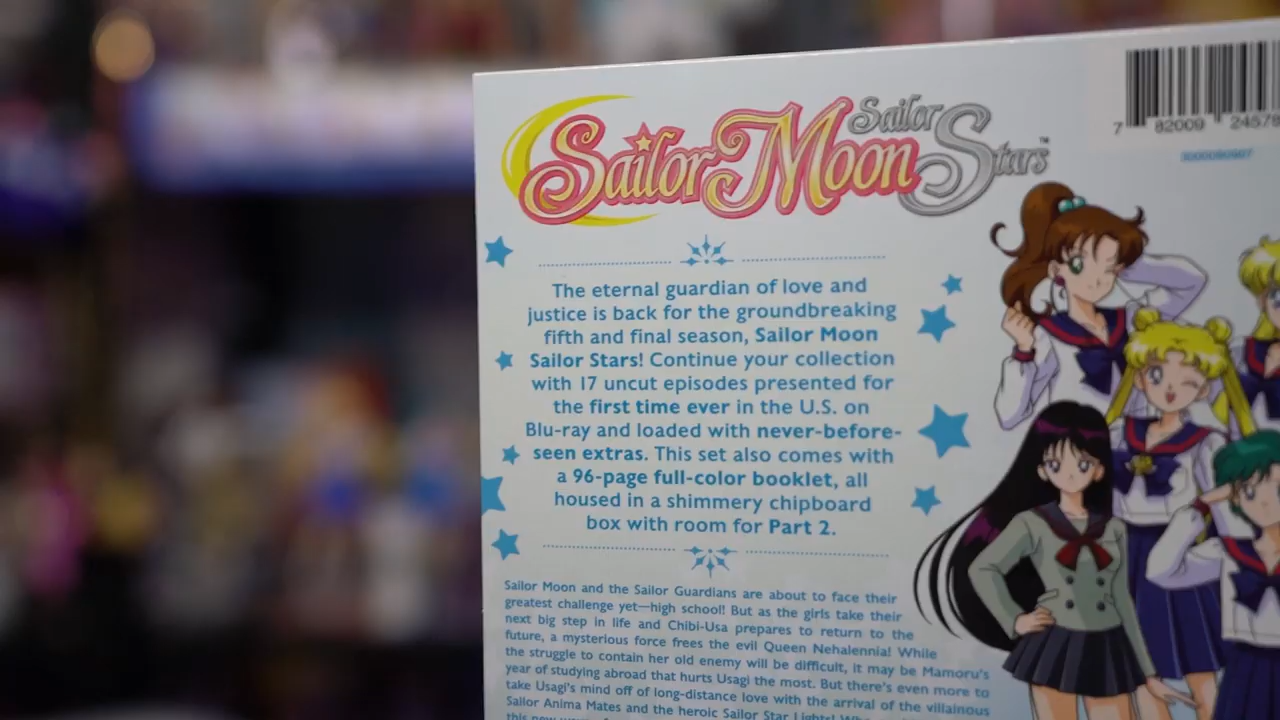 Sailor Moon Sailor Stars™
7 82009 24576
The eternal guardian of love and
justice is back for the groundbreaking
fifth and final season, Sailor Moon
Sailor Stars! Continue your collection
with 17 uncut episodes presented for
the first time ever in the U.S. on
Blu-ray and loaded with never-before-
seen extras. This set also comes with
a 96-page full-color booklet, all
housed in a shimmery chipboard
box with room for Part 2.
Sailor Moon and the Sailor Guardians are about to face their
greatest challenge yet—high school! But as the girls take their
next big step in life and Chibi-Usa prepares to return to the
future, a mysterious force frees the evil Queen Nehalennia! While
the struggle to contain her old enemy will be difficult, it may be Mamoru's
year of studying abroad that hurts Usagi the most. But there's even more to
take Usagi's mind off of long-distance love with the arrival of the villainous
Sailor Anima Mates and the heroic Sailor Star Lights!